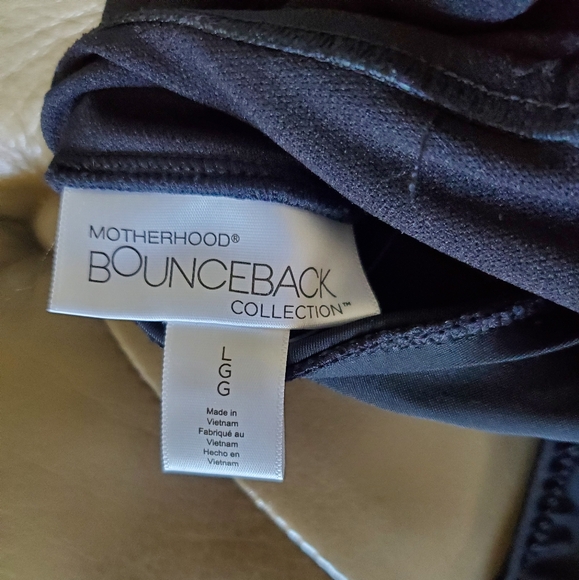 MOTHERHOOD®
BOUNCEBACK
COLLECTION™
L
G
G
Made in
Vietnam
Fabriqué au
Vietnam
Hecho en
Vietnam